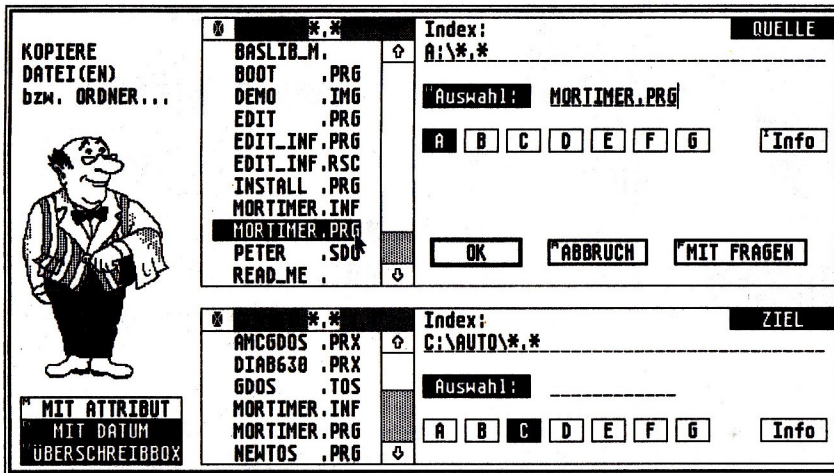 KOPIERE
DATEI(EN)
bzw. ORDNER...
MIT ATTRIBUT
MIT DATUM
ÜBERSCHREIBBOX
*.*
BASLIB_M.
BOOT .PRG
DEMO .IMG
EDIT .PRG
EDIT_INF.PRG
EDIT_INF.RSC
INSTALL .PRG
MORTIMER.INF
MORTIMER.PRG
PETER .SDO
READ_ME .
Index:
QUELLE
A:\*.*
Auswahl: MORTIMER.PRG
A B C D E F G Info
OK ABBRUCH MIT FRAGEN
*.*
AMCGDOS .PRX
DIAB630 .PRX
GDOS .TOS
MORTIMER.INF
MORTIMER.PRG
NEWTOS .PRG
Index:
ZIEL
C:\AUTO\*.*
Auswahl:
A B C D E F G Info